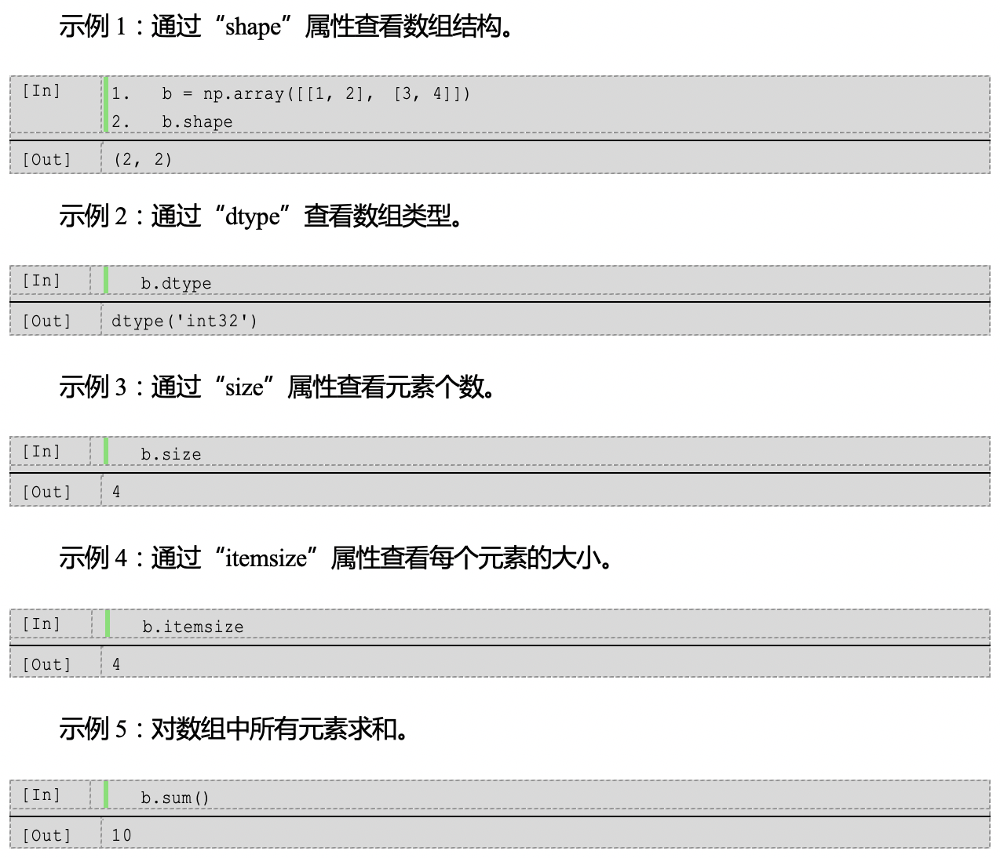 示例 1：通过“shape”属性查看数组结构。
[In] 1. b = np.array([[1, 2], [3, 4]])
2. b.shape
[Out] (2, 2)
示例 2：通过“dtype”查看数组类型。
[In] b.dtype
[Out] dtype('int32')
示例 3：通过“size”属性查看元素个数。
[In] b.size
[Out] 4
示例 4：通过“itemsize”属性查看每个元素的大小。
[In] b.itemsize
[Out] 4
示例 5：对数组中所有元素求和。
[In] b.sum()
[Out] 10